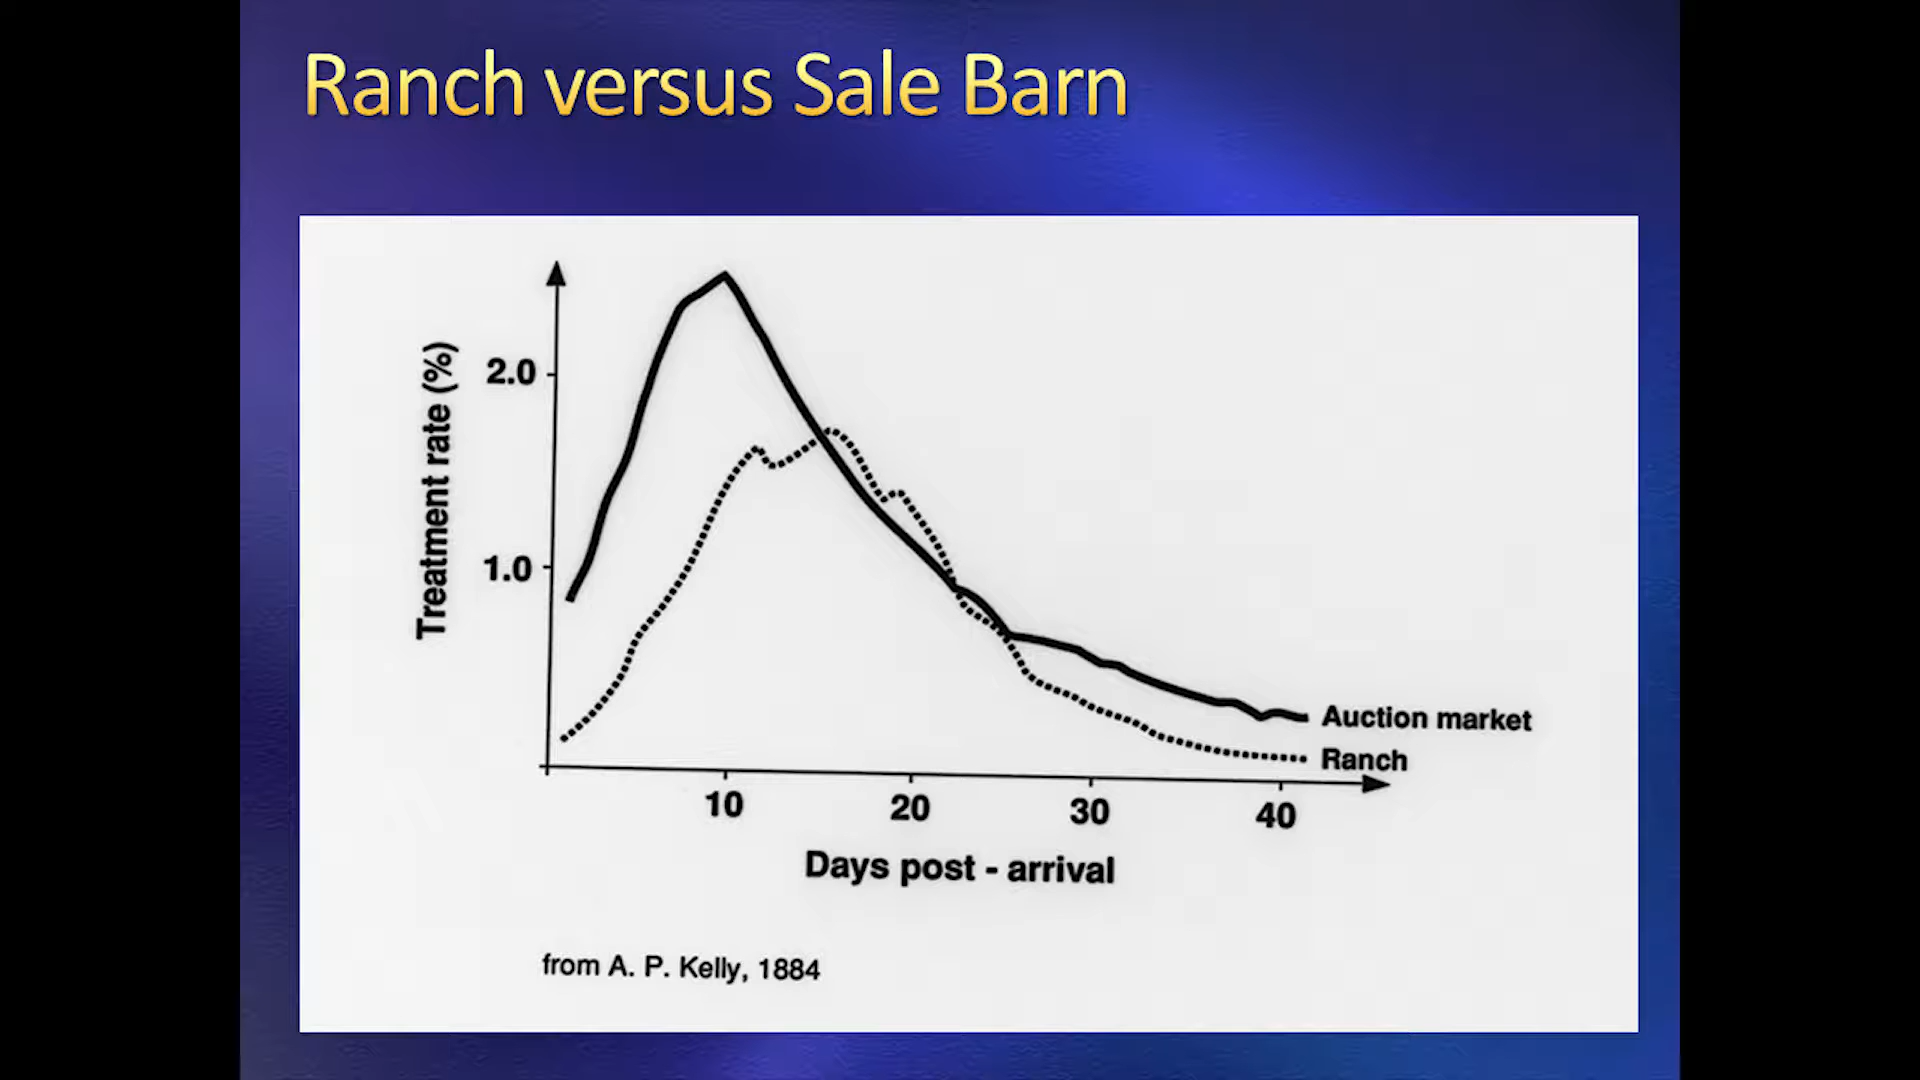 Ranch versus Sale Barn
Treatment rate (%)
2.0
1.0
Auction market
Ranch
10 20 30 40
Days post - arrival
from A. P. Kelly, 1884